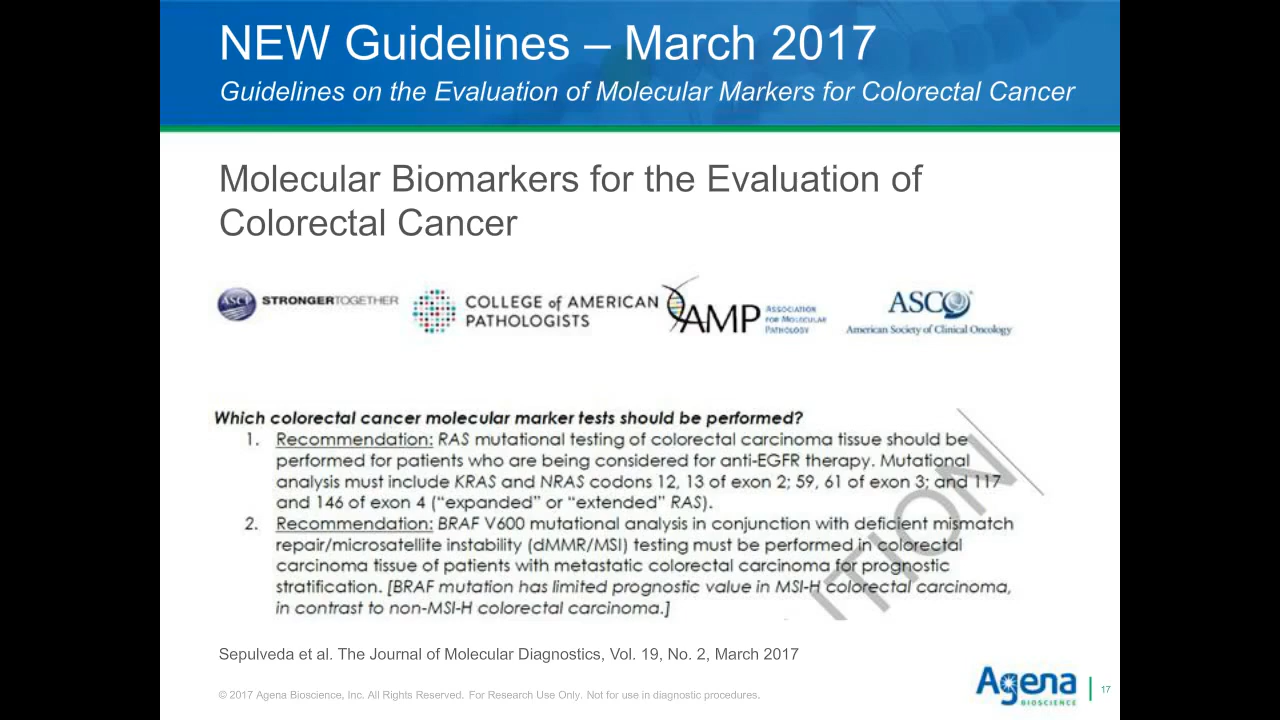 NEW Guidelines – March 2017
Guidelines on the Evaluation of Molecular Markers for Colorectal Cancer
Molecular Biomarkers for the Evaluation of
Colorectal Cancer
ASCP STRONGERTOGETHER
COLLEGE of AMERICAN
PATHOLOGISTS
AMP
ASSOCIATION
FOR MOLECULAR
PATHOLOGY
ASCO
American Society of Clinical Oncology
Which colorectal cancer molecular marker tests should be performed?
1. Recommendation: RAS mutational testing of colorectal carcinoma tissue should be
performed for patients who are being considered for anti-EGFR therapy. Mutational
analysis must include KRAS and NRAS codons 12, 13 of exon 2; 59, 61 of exon 3; and 117
and 146 of exon 4 (“expanded” or “extended” RAS).
2. Recommendation: BRAF V600 mutational analysis in conjunction with deficient mismatch
repair/microsatellite instability (dMMR/MSI) testing must be performed in colorectal
carcinoma tissue of patients with metastatic colorectal carcinoma for prognostic
stratification. [BRAF mutation has limited prognostic value in MSI-H colorectal carcinoma,
in contrast to non-MSI-H colorectal carcinoma.]
ITION
Sepulveda et al. The Journal of Molecular Diagnostics, Vol. 19, No. 2, March 2017
© 2017 Agena Bioscience, Inc. All Rights Reserved. For Research Use Only. Not for use in diagnostic procedures.
Agena
BIOSCIENCE
17